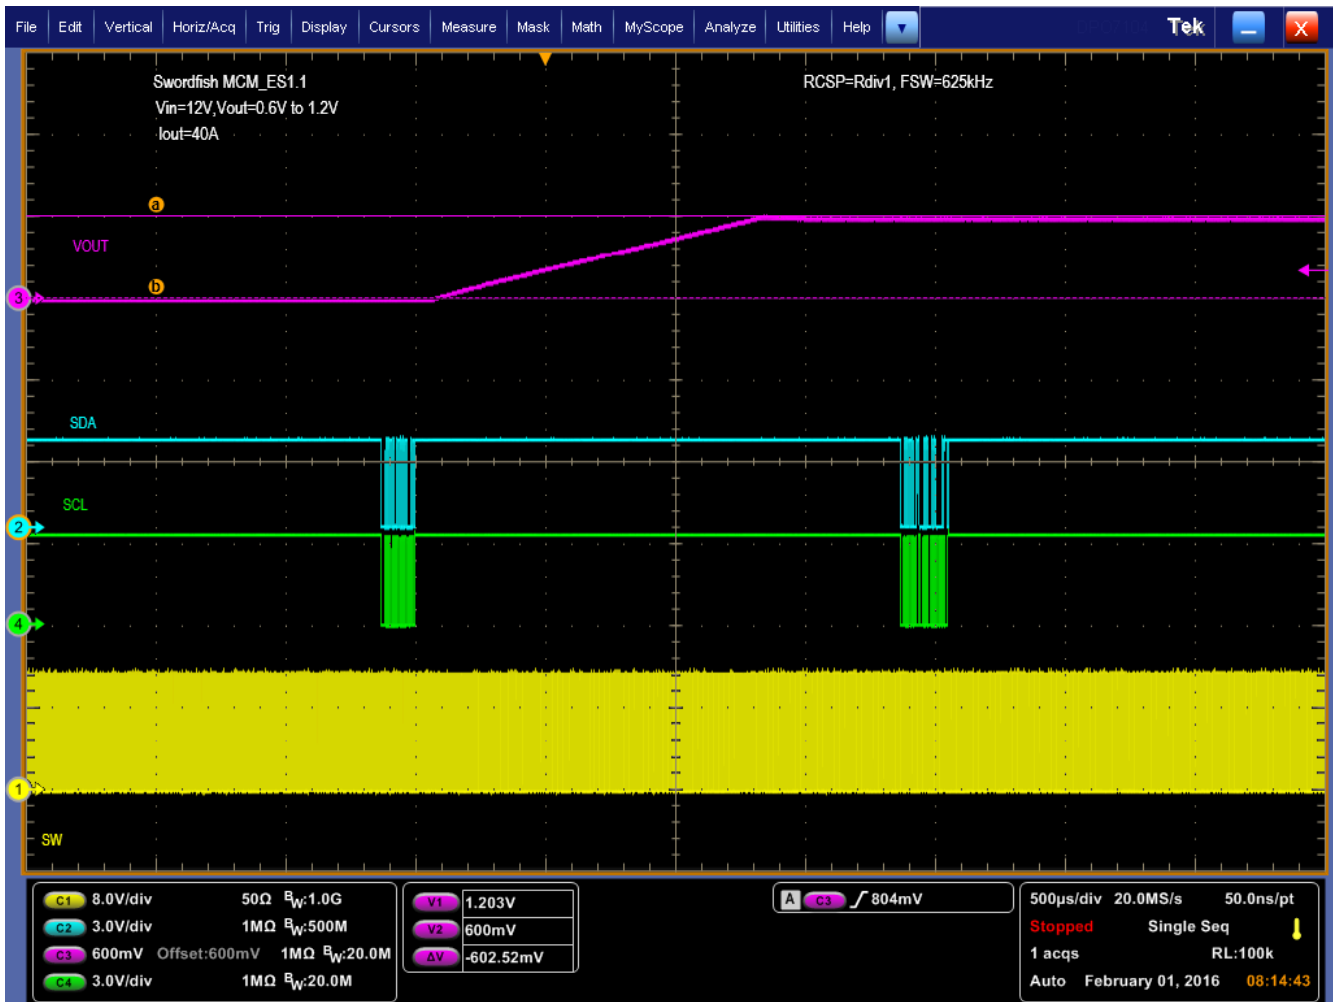 File Edit Vertical Horiz/Acq Trig Display Cursors Measure Mask Math MyScope Analyze Utilities Help Tek X
Swordfish MCM_ES1.1 RCSP=Rdiv1, FSW=625kHz
Vin=12V,Vout=0.6V to 1.2V
Iout=40A
a
VOUT
b
3
SDA
SCL
2
4
1
SW
C1 8.0V/div 50Ω BW:1.0G
C2 3.0V/div 1MΩ BW:500M
C3 600mV Offset:600mV 1MΩ BW:20.0M
C4 3.0V/div 1MΩ BW:20.0M
V1 1.203V
V2 600mV
ΔV -602.52mV
A C3 804mV
500µs/div 20.0MS/s 50.0ns/pt
Stopped Single Seq
1 acqs RL:100k
Auto February 01, 2016 08:14:43